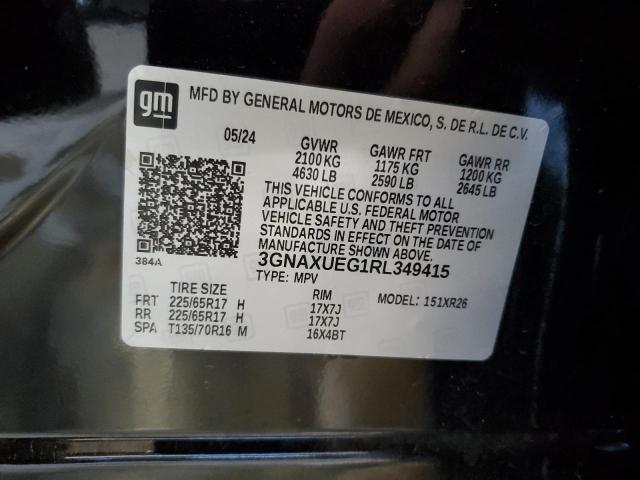 gm
MFD BY GENERAL MOTORS DE MEXICO, S. DE R.L. DE C.V.
05/24 GVWR GAWR FRT GAWR RR
2100 KG 1175 KG 1200 KG
4630 LB 2590 LB 2645 LB
THIS VEHICLE CONFORMS TO ALL
APPLICABLE U.S. FEDERAL MOTOR
VEHICLE SAFETY AND THEFT PREVENTION
STANDARDS IN EFFECT ON THE DATE OF
MANUFACTURE SHOWN ABOVE.
384A 3GNAXUEG1RL349415
TYPE: MPV
TIRE SIZE RIM MODEL: 151XR26
FRT 225/65R17 H 17X7J
RR 225/65R17 H 17X7J
SPA T135/70R16 M 16X4BT